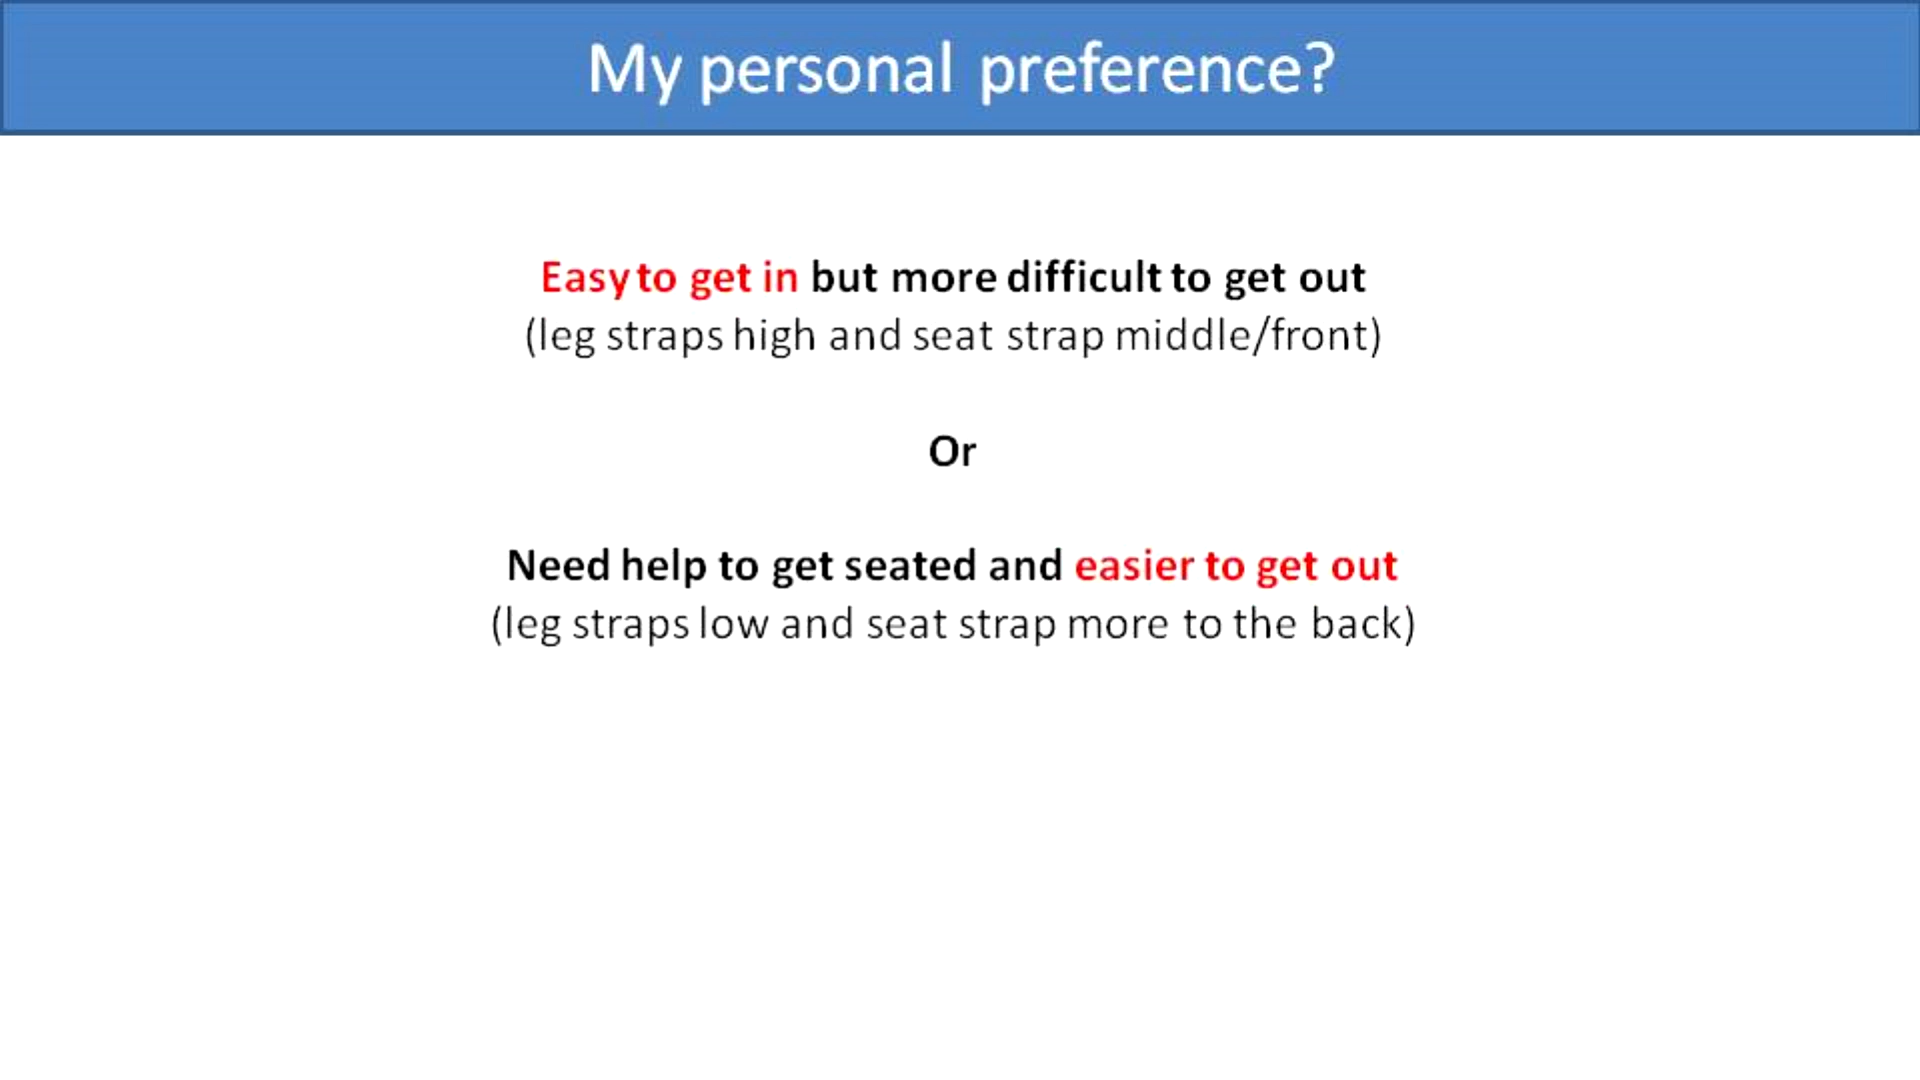 My personal preference?
Easy to get in but more difficult to get out
(leg straps high and seat strap middle/front)
Or
Need help to get seated and easier to get out
(leg straps low and seat strap more to the back)